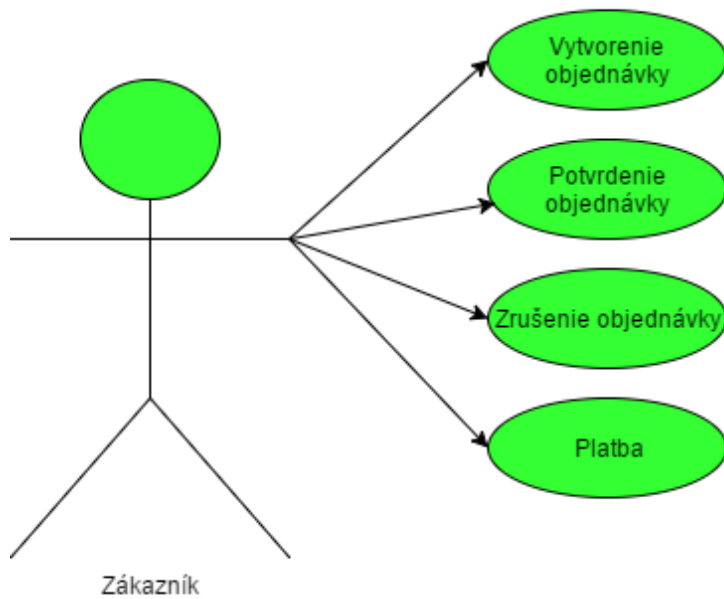 Vytvorenie
objednávky
Potvrdenie
objednávky
Zrušenie objednávky
Platba
Zákazník